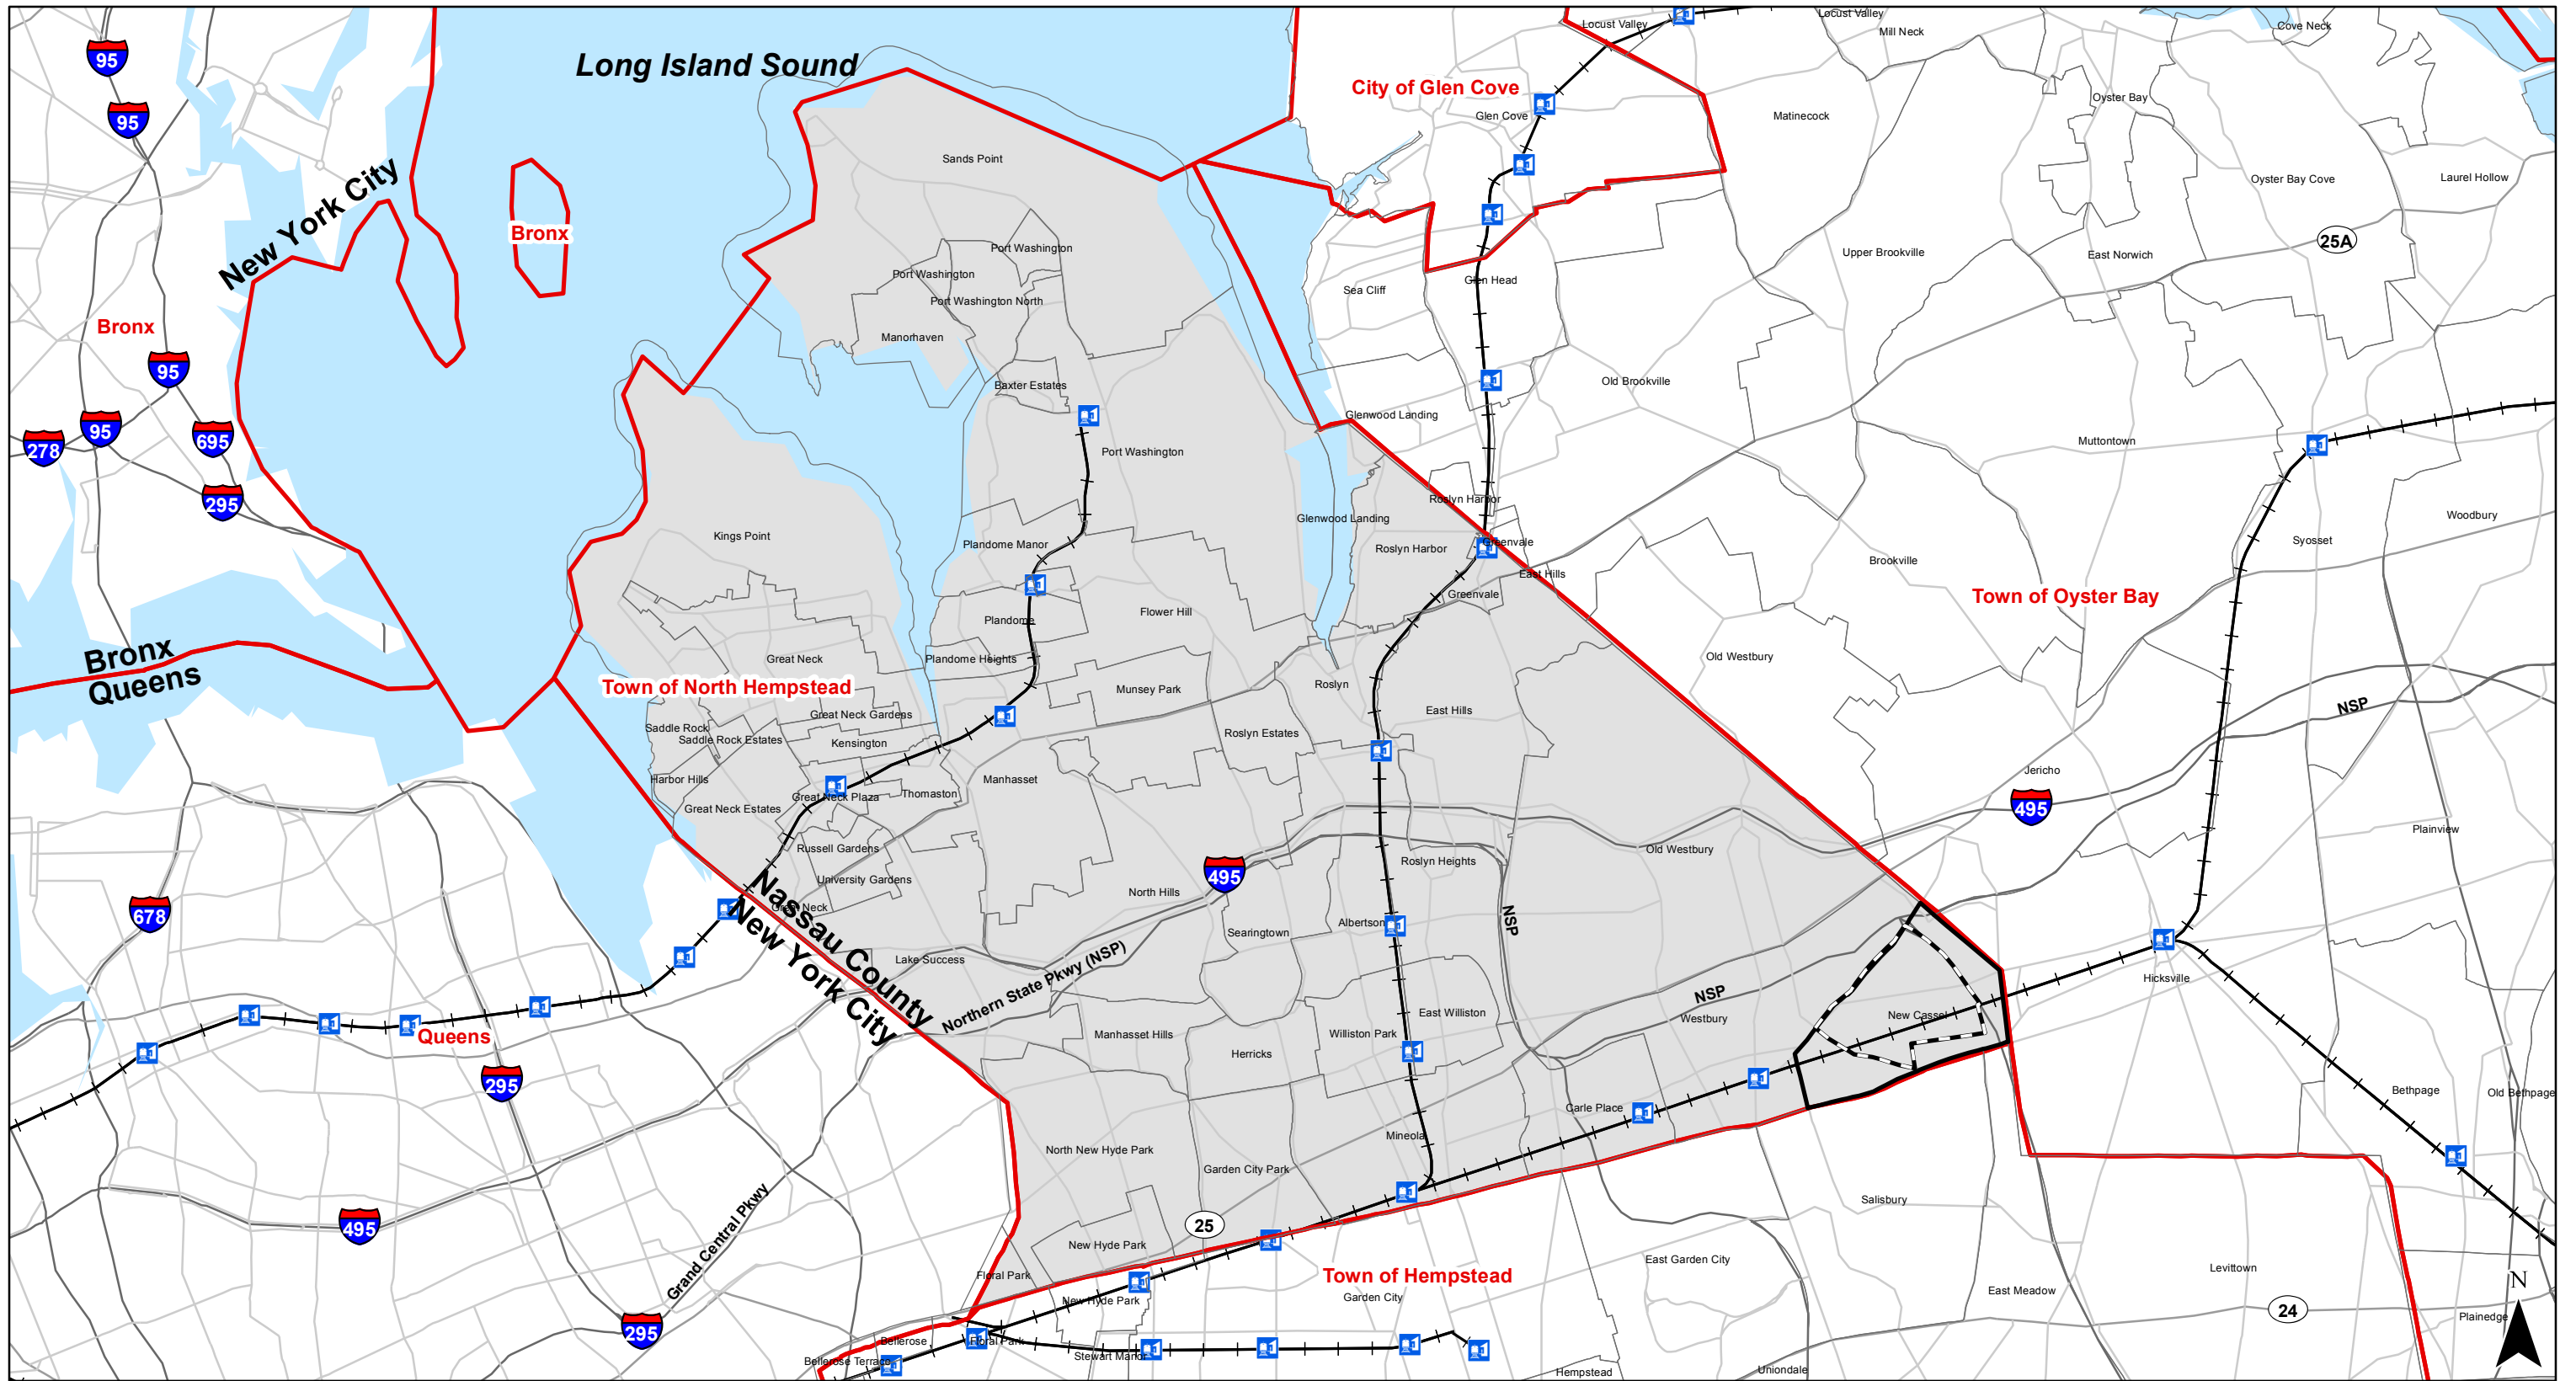 Locust Valley
Locust Valley
Cove Neck
Mill Neck
95
Long Island Sound
City of Glen Cove
Oyster Bay
Glen Cove
Matinecock
95
Sands Point
New York City
Oyster Bay Cove
Laurel Hollow
Bronx
Port Washington
25A
Upper Brookville
East Norwich
Port Washington
Glen Head
Sea Cliff
Port Washington North
Bronx
Manorhaven
95
Baxter Estates
Old Brookville
Glenwood Landing
95
695
278
Muttontown
Port Washington
295
Roslyn Harbor
Glenwood Landing
Woodbury
Kings Point
Syosset
Plandome Manor
Roslyn Harbor
Greenvale
Brookville
East Hills
Greenvale
Town of Oyster Bay
Flower Hill
Plandome
Bronx
Queens
Great Neck
Plandome Heights
Old Westbury
Town of North Hempstead
Munsey Park
Roslyn
NSP
Great Neck Gardens
East Hills
Saddle Rock
Saddle Rock Estates
Kensington
Roslyn Estates
Harbor Hills
Manhasset
Jericho
Great Neck Plaza
Thomaston
Great Neck Estates
495
Plainview
Russell Gardens
Old Westbury
Roslyn Heights
495
University Gardens
North Hills
678
Great Neck
Nassau County
New York City
NSP
Albertson
Searingtown
Lake Success
Hicksville
Northern State Pkwy (NSP)
NSP
New Cassel
Westbury
East Williston
Williston Park
Manhasset Hills
Queens
Herricks
295
Bethpage
Old Bethpage
Carle Place
Mineola
North New Hyde Park
Garden City Park
Salisbury
495
25
Grand Central Pkwy
New Hyde Park
East Garden City
Levittown
Floral Park
Town of Hempstead
N
East Meadow
Garden City
New Hyde Park
24
Plainedge
295
Bellerose
Floral Park
Stewart Manor
Bellerose Terrace
Hempstead
Uniondale